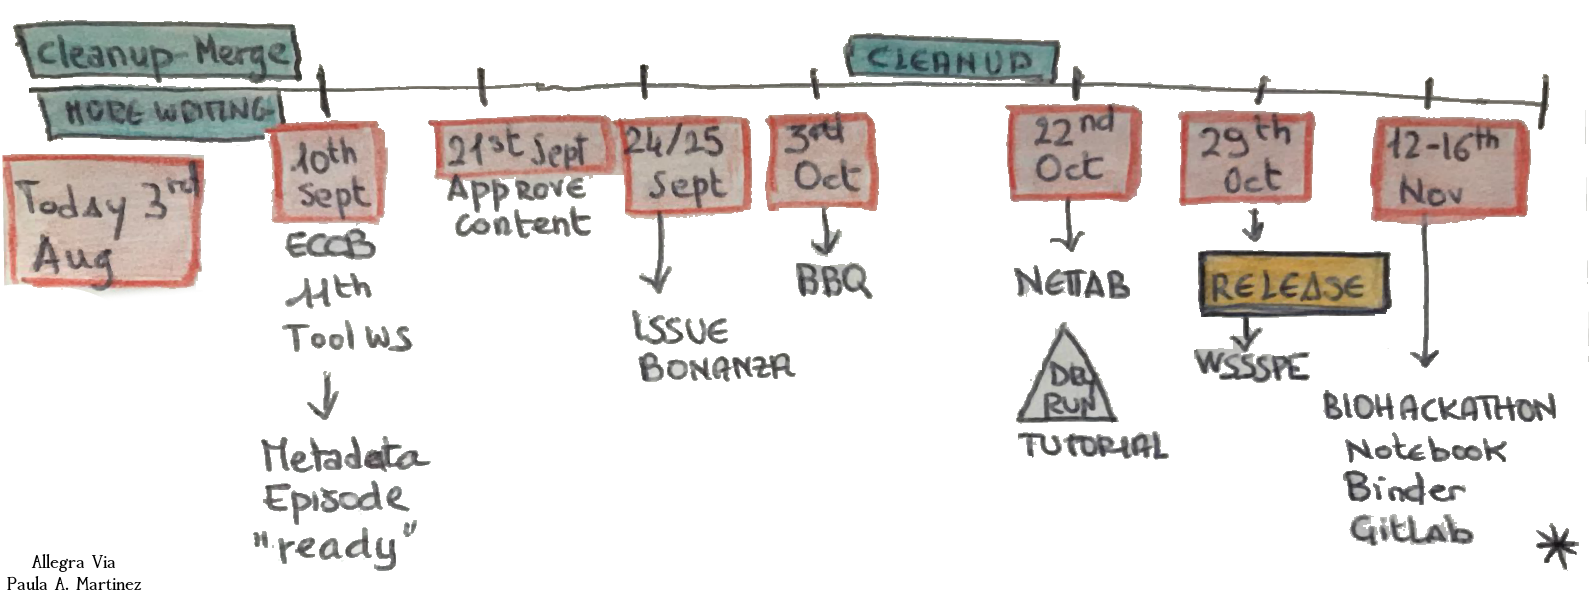 Cleanup-Merge
MORE WRITING
Today 3rd
Aug
10th
Sept
ECCB
11th
Tool WS
Metadata
Episode
"ready"
21st Sept
Approve
content
24/25
Sept
ISSUE
BONANZA
3rd
Oct
BBQ
CLEANUP
22nd
Oct
NETTAB
DRY
RUN
TUTORIAL
29th
Oct
RELEASE
WSSSPE
12-16th
Nov
BIOHACKATHON
Notebook
Binder
GitLab
Allegra Via
Paula A. Martinez